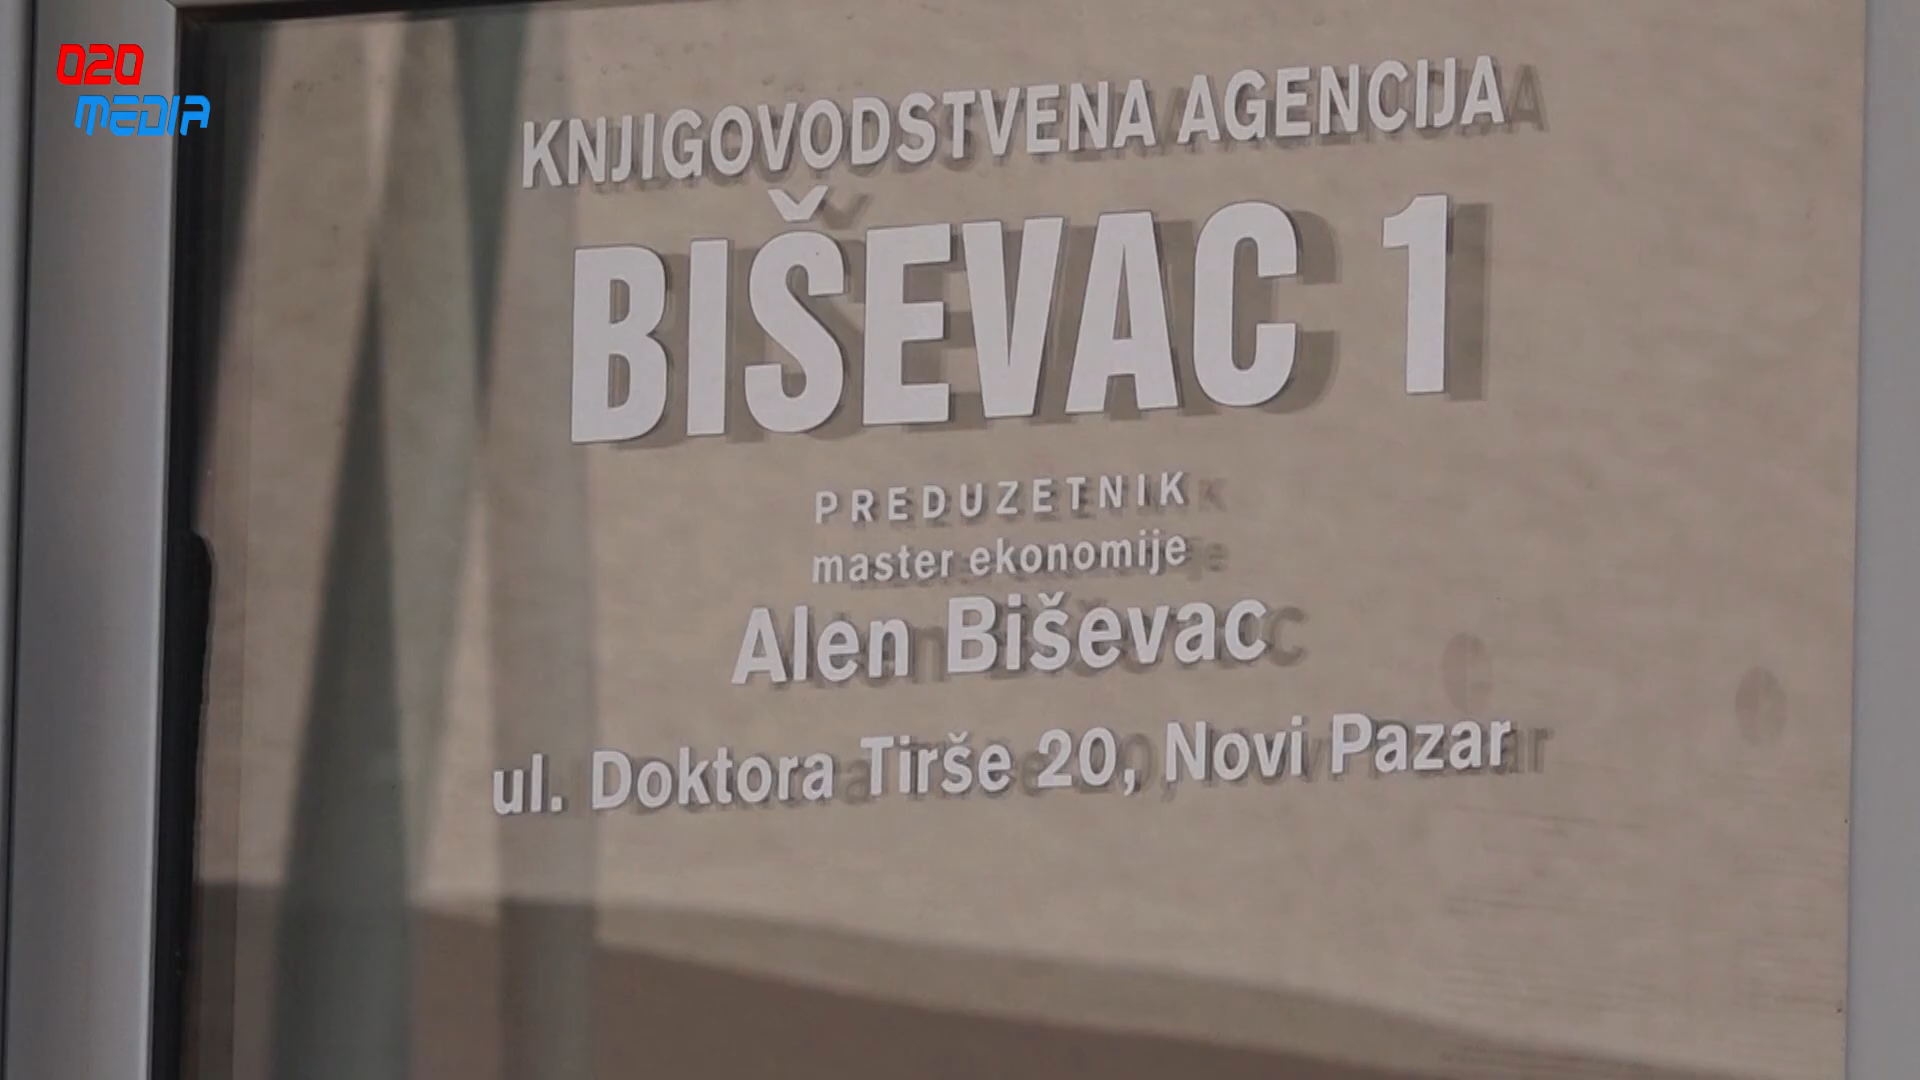 020
MEDIA
KNJIGOVODSTVENA AGENCIJA
BIŠEVAC 1
PREDUZETNIK
master ekonomije
Alen Biševac
ul. Doktora Tirše 20, Novi Pazar